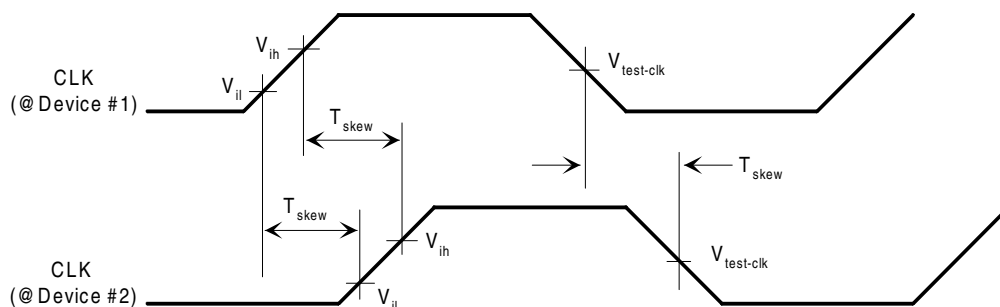 V_ih
V_test-clk
CLK
(@ Device #1)
V_il
T_skew
T_skew
T_skew
V_ih
V_test-clk
CLK
(@ Device #2)
V_il